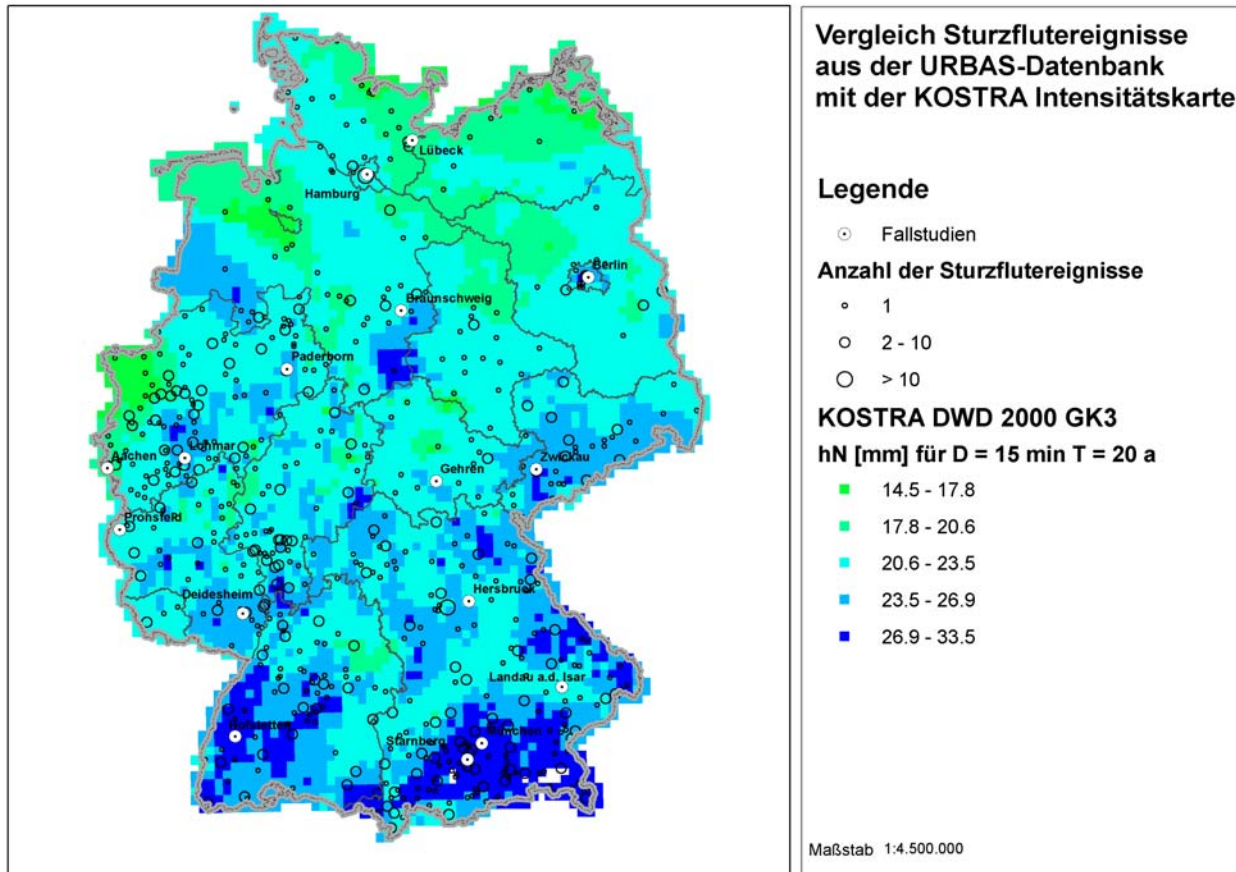 Vergleich Sturzflutereignisse
aus der URBAS-Datenbank
mit der KOSTRA Intensitätskarte
Legende
Fallstudien
Anzahl der Sturzflutereignisse
1
2 - 10
> 10
KOSTRA DWD 2000 GK3
hN [mm] für D = 15 min T = 20 a
14.5 - 17.8
17.8 - 20.6
20.6 - 23.5
23.5 - 26.9
26.9 - 33.5
Maßstab 1:4.500.000
Lübeck
Hamburg
Berlin
Braunschweig
Paderborn
Lohmar
Aachen
Gehren
Zwickau
Pronsfeld
Deidesheim
Hersbruck
Landau a.d. Isar
Hofstetten
Starnberg
München